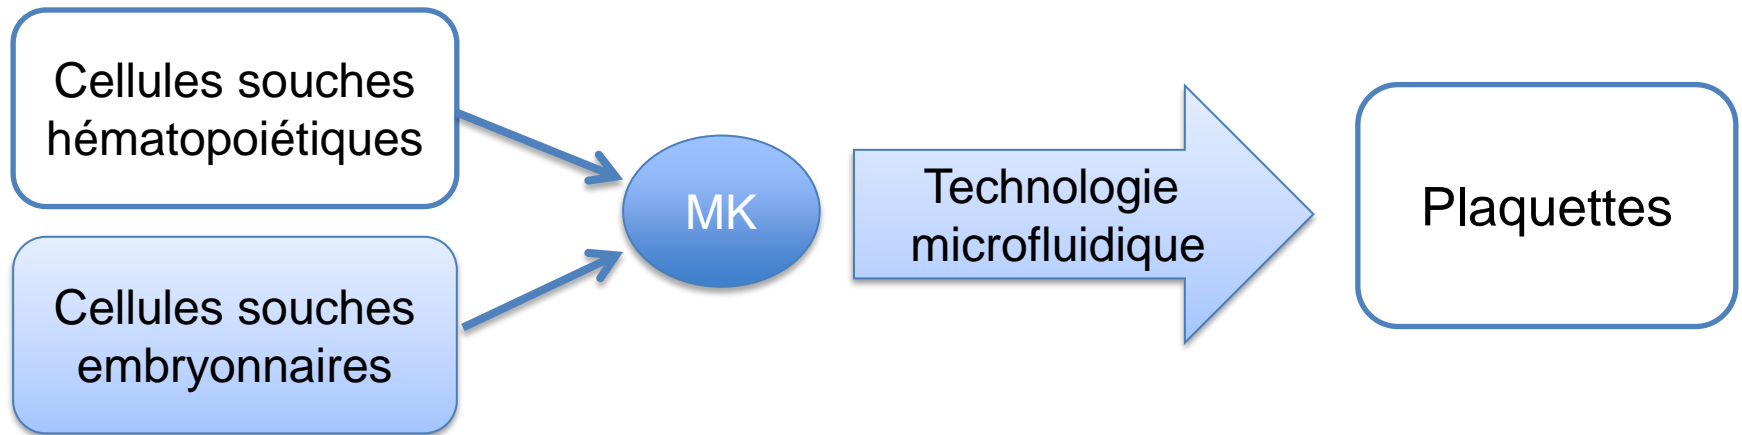 Cellules souches
hématopoiétiques
Cellules souches
embryonnaires
MK
Technologie
microfluidique
Plaquettes